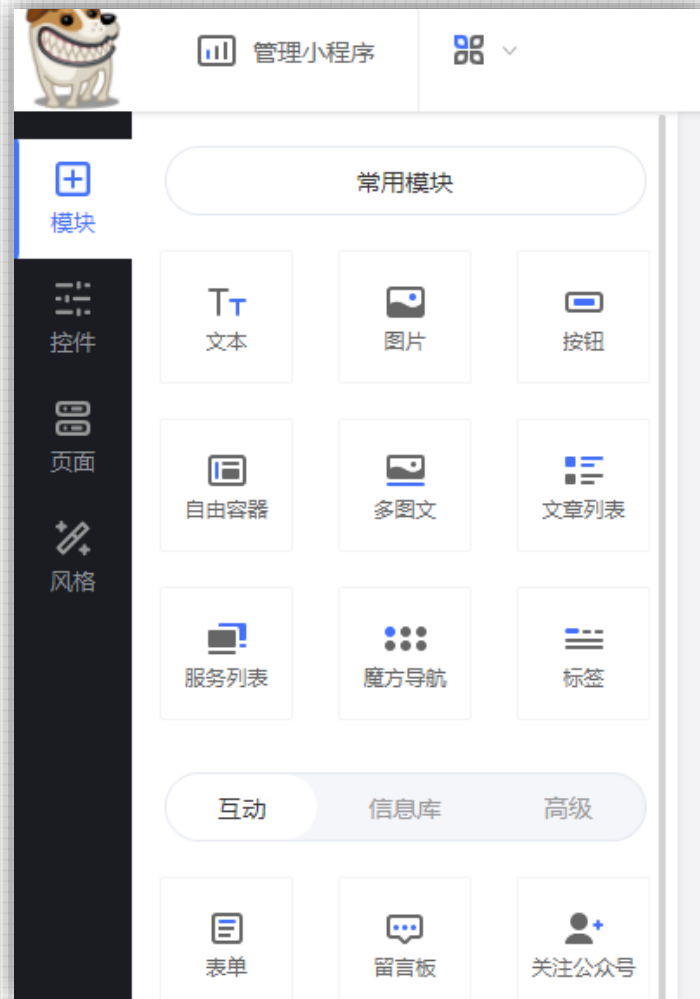 管理小程序
模块
控件
页面
风格
常用模块
文本
图片
按钮
自由容器
多图文
文章列表
服务列表
魔方导航
标签
互动 信息库 高级
表单
留言板
关注公众号